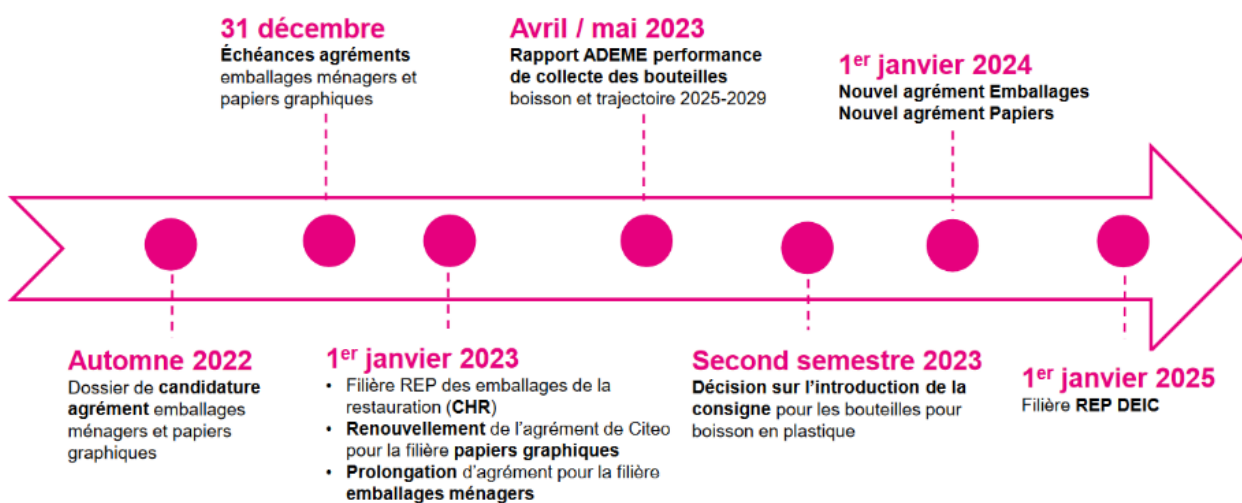 31 décembre
Échéances agréments
emballages ménagers et
papiers graphiques
Avril / mai 2023
Rapport ADEME performance
de collecte des bouteilles
boisson et trajectoire 2025-2029
1er janvier 2024
Nouvel agrément Emballages
Nouvel agrément Papiers
Automne 2022
Dossier de candidature
agrément emballages
ménagers et papiers
graphiques
1er janvier 2023
• Filière REP des emballages de la
restauration (CHR)
• Renouvellement de l'agrément de Citeo
pour la filière papiers graphiques
• Prolongation d'agrément pour la filière
emballages ménagers
Second semestre 2023
Décision sur l'introduction de la
consigne pour les bouteilles pour
boisson en plastique
1er janvier 2025
Filière REP DEIC